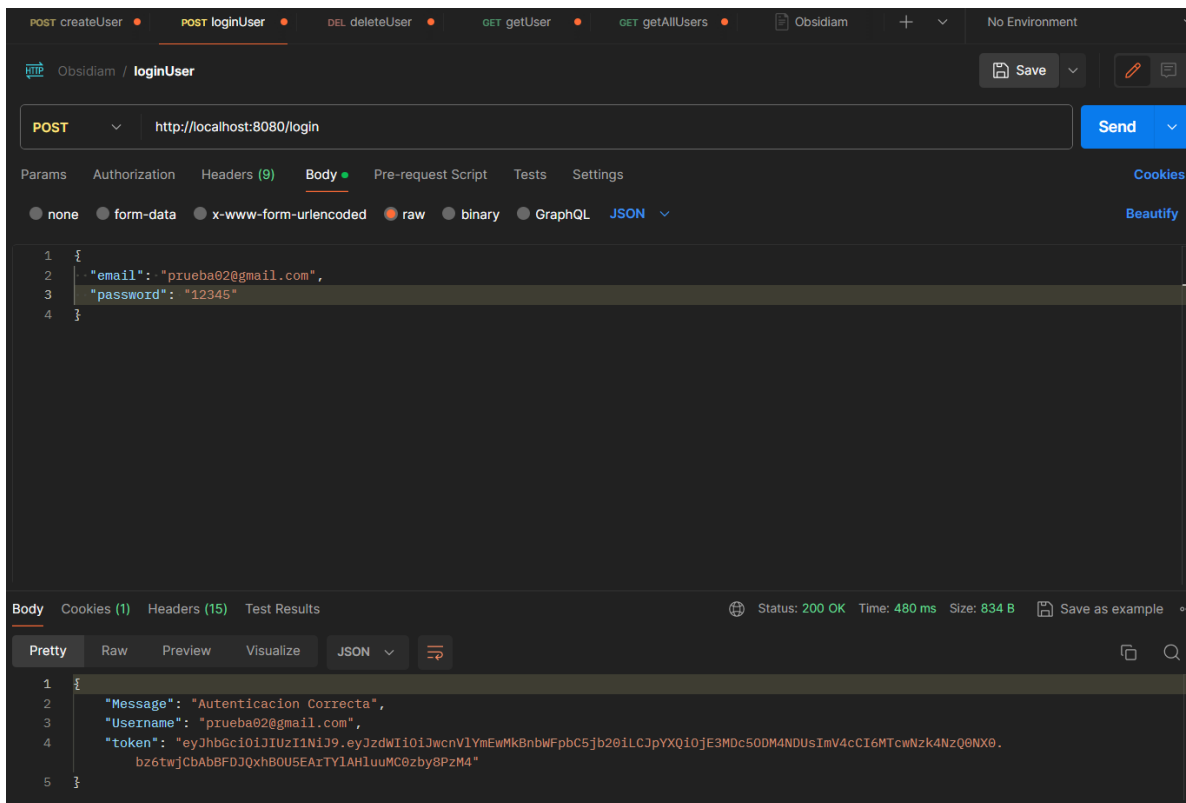 POST createUser POST loginUser DEL deleteUser GET getUser GET getAllUsers Obsidiam No Environment
HTTP Obsidiam / loginUser Save
POST http://localhost:8080/login Send
Params Authorization Headers (9) Body Pre-request Script Tests Settings Cookies
none form-data x-www-form-urlencoded raw binary GraphQL JSON Beautify
1 {
2 "email": "prueba02@gmail.com",
3 "password": "12345"
4 }
Body Cookies (1) Headers (15) Test Results Status: 200 OK Time: 480 ms Size: 834 B Save as example
Pretty Raw Preview Visualize JSON
1 {
2 "Message": "Autenticacion Correcta",
3 "Username": "prueba02@gmail.com",
4 "token": "eyJhbGciOiJIUzI1NiJ9.eyJzdWIiOiJwcnVlYmEwMkBnbWFpbC5jb20iLCJpYXQiOjE3MDc5ODM4NDUsImV4cCI6MTcwNzk4NzQ0NX0.
bz6twjCbAbBFDJQxhBOU5EArTYlAHluuMC0zby8PzM4"
5 }